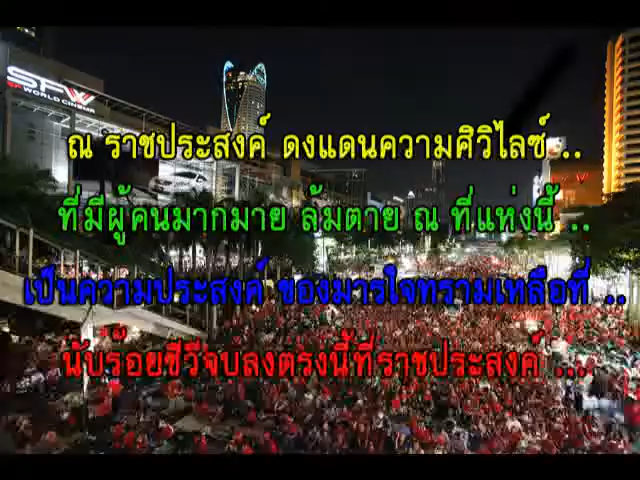 SFW
SF WORLD CINEMA
ณ ราชประสงค์ ดงแดนความศิวิไลซ์ ..
ที่มีผู้คนมากมาย ล้มตาย ณ ที่แห่งนี้ ..
เป็นความประสงค์ ของมารใจทรามเหลือที่ ..
นับร้อยชีวีจบลงตรงนี้ที่ราชประสงค์ ....